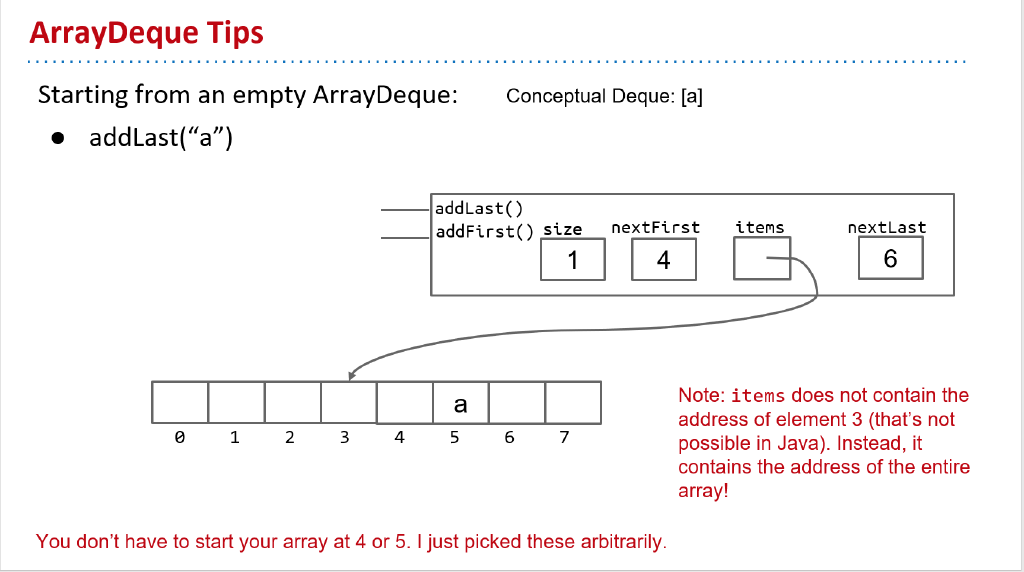 ArrayDeque Tips
Starting from an empty ArrayDeque:
Conceptual Deque: [a]
● addLast(“a”)
addLast()
addFirst()
size
nextFirst
items
nextLast
1
4
6
a
0 1 2 3 4 5 6 7
Note: items does not contain the
address of element 3 (that’s not
possible in Java). Instead, it
contains the address of the entire
array!
You don’t have to start your array at 4 or 5. I just picked these arbitrarily.